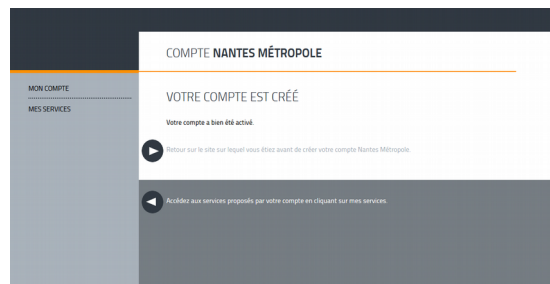 COMPTE NANTES MÉTROPOLE
MON COMPTE
MES SERVICES
VOTRE COMPTE EST CRÉÉ
Votre compte a bien été activé.
Retour sur le site sur lequel vous étiez avant de créer votre compte Nantes Métropole.
Accédez aux services proposés par votre compte en cliquant sur mes services.